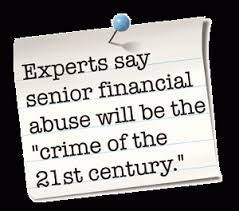 Experts say
senior financial
abuse will be the
"crime of the
21st century."